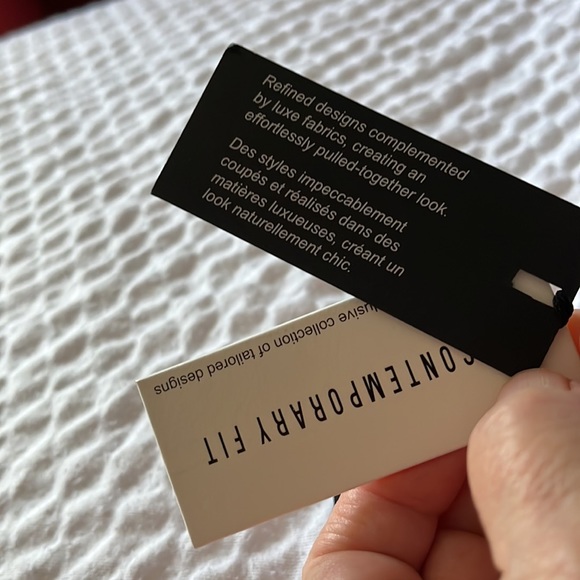 Refined designs complemented
by luxe fabrics, creating an
effortlessly pulled-together look.
Des styles impeccablement
coupés et réalisés dans des
matières luxueuses, créant un
look naturellement chic.
CONTEMPORARY FIT
collection of tailored designs